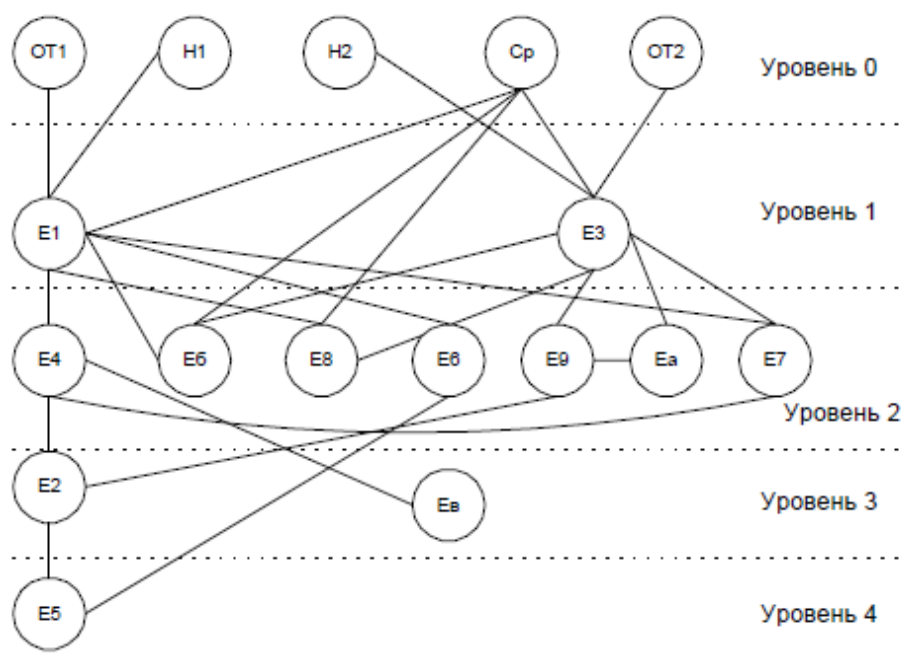 ОТ1 Н1 Н2 Ср ОТ2
Уровень 0
Е1 Е3
Уровень 1
Е4 Еб Е8 Е6 Е9 Еа Е7
Уровень 2
Е2 Ев
Уровень 3
Е5
Уровень 4